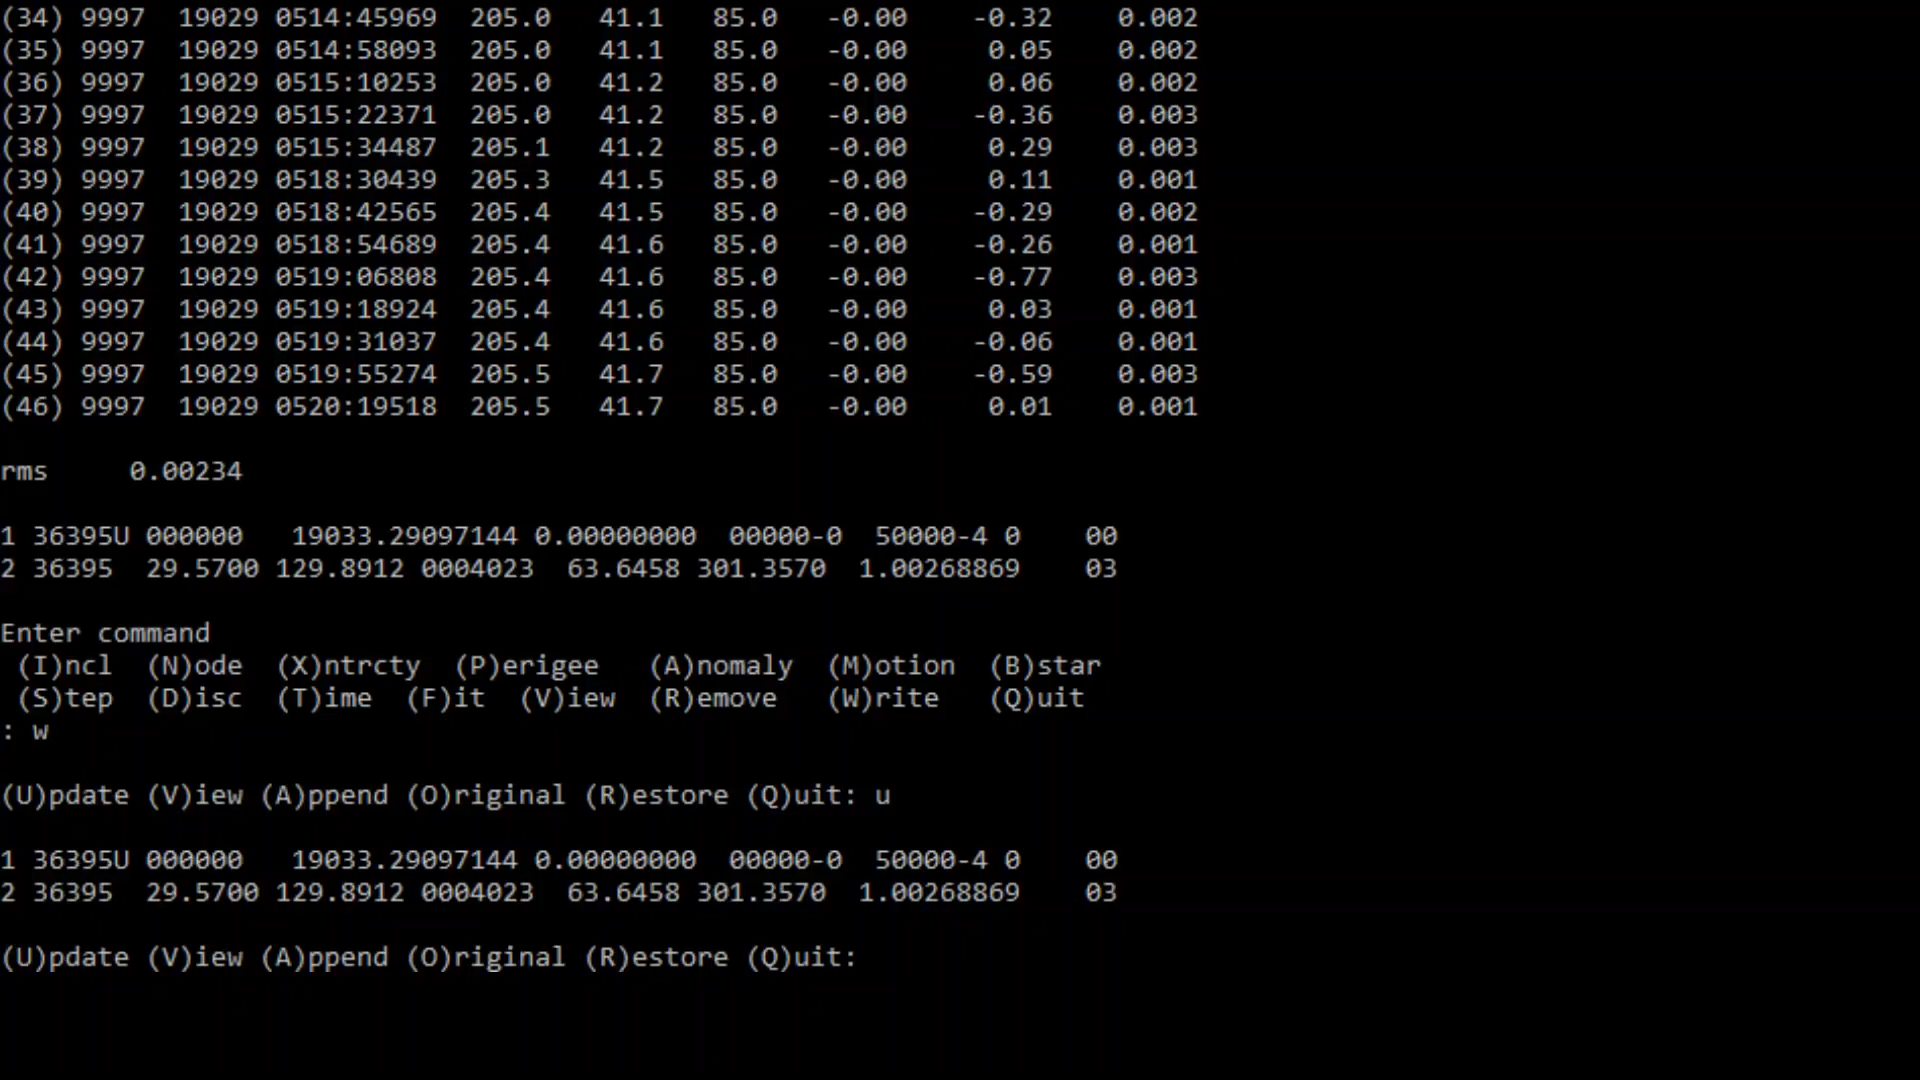 (34) 9997  19029 0514:45969  205.0   41.1   85.0   -0.00    -0.32    0.002
(35) 9997  19029 0514:58093  205.0   41.1   85.0   -0.00     0.05    0.002
(36) 9997  19029 0515:10253  205.0   41.2   85.0   -0.00     0.06    0.002
(37) 9997  19029 0515:22371  205.0   41.2   85.0   -0.00    -0.36    0.003
(38) 9997  19029 0515:34487  205.1   41.2   85.0   -0.00     0.29    0.003
(39) 9997  19029 0518:30439  205.3   41.5   85.0   -0.00     0.11    0.001
(40) 9997  19029 0518:42565  205.4   41.5   85.0   -0.00    -0.29    0.002
(41) 9997  19029 0518:54689  205.4   41.6   85.0   -0.00    -0.26    0.001
(42) 9997  19029 0519:06808  205.4   41.6   85.0   -0.00    -0.77    0.003
(43) 9997  19029 0519:18924  205.4   41.6   85.0   -0.00     0.03    0.001
(44) 9997  19029 0519:31037  205.4   41.6   85.0   -0.00    -0.06    0.001
(45) 9997  19029 0519:55274  205.5   41.7   85.0   -0.00    -0.59    0.003
(46) 9997  19029 0520:19518  205.5   41.7   85.0   -0.00     0.01    0.001
rms     0.00234
1 36395U 000000   19033.29097144 0.00000000  00000-0  50000-4 0    00
2 36395  29.5700 129.8912 0004023  63.6458 301.3570  1.00268869    03
Enter command
 (I)ncl  (N)ode  (X)ntrcty  (P)erigee   (A)nomaly  (M)otion  (B)star
 (S)tep  (D)isc  (T)ime  (F)it  (V)iew  (R)emove   (W)rite   (Q)uit
: w
(U)pdate (V)iew (A)ppend (O)riginal (R)estore (Q)uit: u
1 36395U 000000   19033.29097144 0.00000000  00000-0  50000-4 0    00
2 36395  29.5700 129.8912 0004023  63.6458 301.3570  1.00268869    03
(U)pdate (V)iew (A)ppend (O)riginal (R)estore (Q)uit: